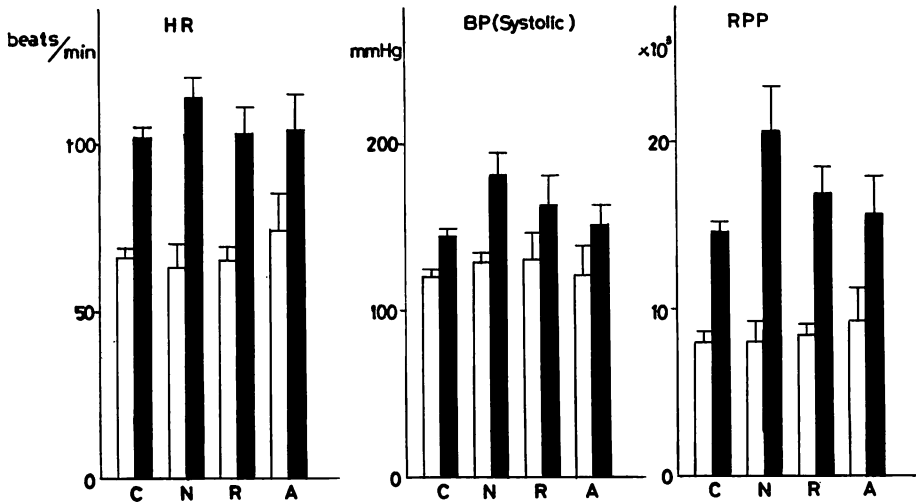 HR
beats/min
100
50
0
C N R A
BP(Systolic)
mmHg
200
100
0
C N R A
RPP
×10³
20
10
0
C N R A